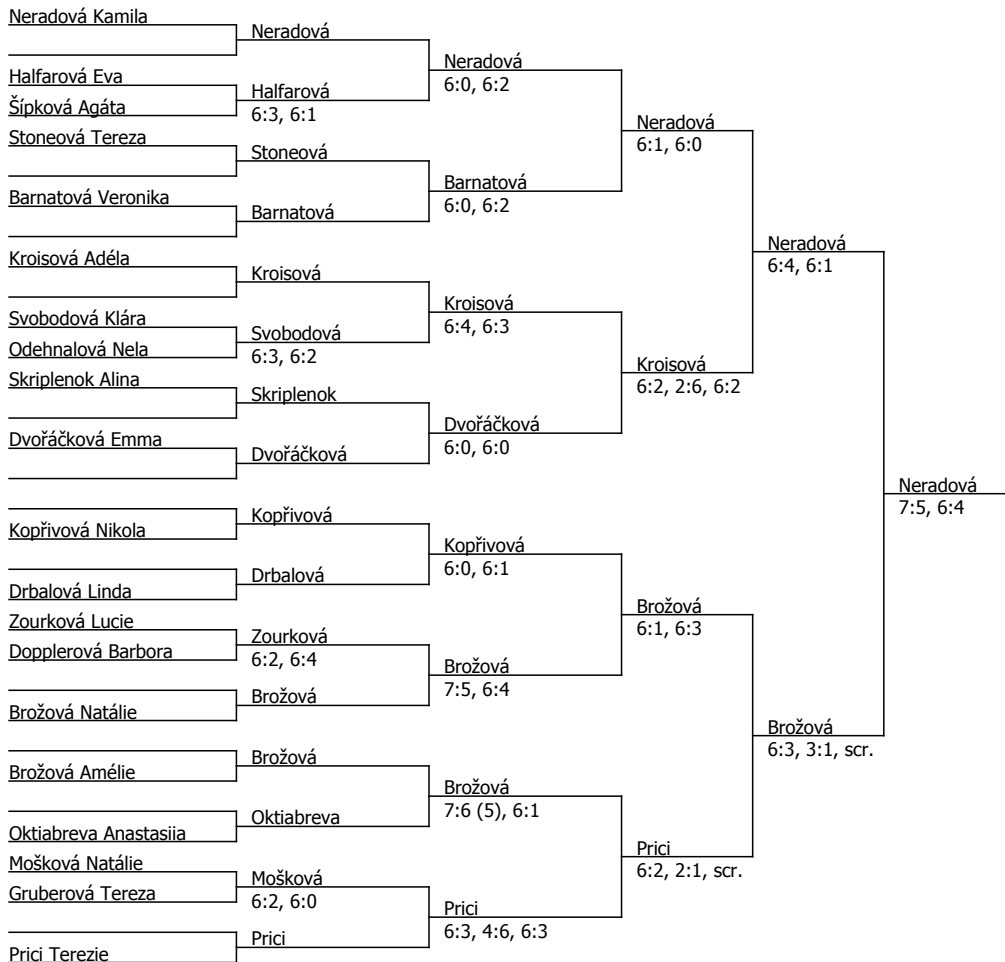 Neradová Kamila
Halfarová Eva
Šípková Agáta
Stoneová Tereza
Barnatová Veronika
Kroisová Adéla
Svobodová Klára
Odehnalová Nela
Skriplenok Alina
Dvořáčková Emma
Kopřivová Nikola
Drbalová Linda
Zourková Lucie
Dopplerová Barbora
Brožová Natálie
Brožová Amélie
Oktiabreva Anastasiia
Mošková Natálie
Gruberová Tereza
Prici Terezie
Neradová
Halfarová
6:3, 6:1
Stoneová
Barnatová
Kroisová
Svobodová
6:3, 6:2
Skriplenok
Dvořáčková
Kopřivová
Drbalová
Zourková
6:2, 6:4
Brožová
Brožová
Oktiabreva
Mošková
6:2, 6:0
Prici
Neradová
6:0, 6:2
Barnatová
6:0, 6:2
Kroisová
6:4, 6:3
Dvořáčková
6:0, 6:0
Kopřivová
6:0, 6:1
Brožová
7:5, 6:4
Brožová
7:6 (5), 6:1
Prici
6:3, 4:6, 6:3
Neradová
6:1, 6:0
Kroisová
6:2, 2:6, 6:2
Brožová
6:1, 6:3
Prici
6:2, 2:1, scr.
Neradová
6:4, 6:1
Brožová
6:3, 3:1, scr.
Neradová
7:5, 6:4